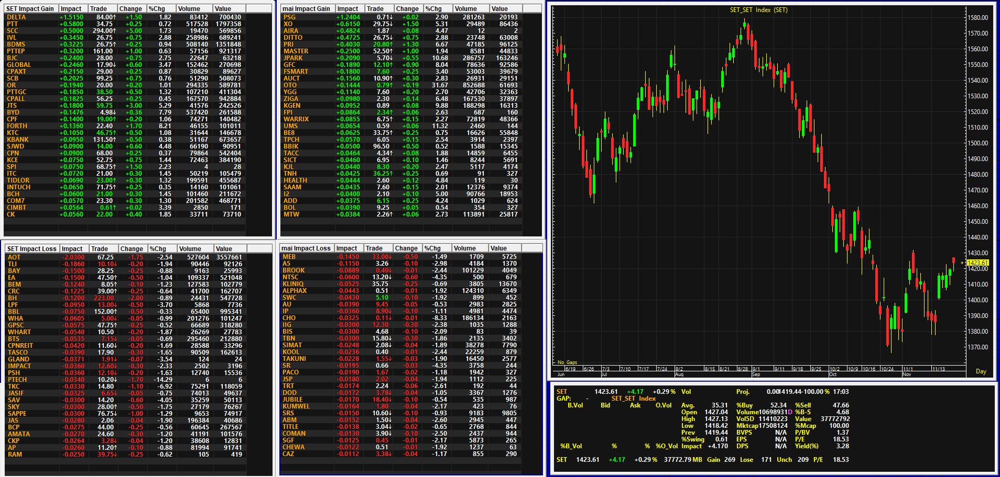 SET Impact Gain Impact Trade Change %Chg Volume Value
DELTA +1.5150 84.00↑ +1.50 1.82 83412 700430
PTT +0.5800 34.75 +0.25 0.72 517528 1797358
SCC +0.5000 294.00↑ +5.00 1.73 19470 569856
IVL +0.3450 26.75 +0.75 2.88 258986 689241
BDMS +0.3225 26.75↑ +0.25 0.94 508140 1351848
PTTEP +0.3200 161.00 +1.00 0.63 57156 921317
BJC +0.2400 28.00 +0.75 2.75 22647 63218
GLOBAL +0.2460 17.90↓ +0.60 3.47 152462 270698
CPAXT +0.2150 29.00 +0.25 0.87 30829 89627
SCB +0.2025 99.25 +0.75 0.76 51290 508073
OR +0.1940 20.00 +0.20 1.01 294335 589781
PTTGC +0.1850 38.50 +0.50 1.32 107210 411304
CPALL +0.1825 56.25 +0.25 0.45 167570 942884
JTS +0.1800 59.75 +3.00 5.29 41576 242526
BYD +0.1476 4.98↓ +0.36 7.79 537420 261588
CPF +0.1400 19.00↑ +0.20 1.06 74271 140482
FORTH +0.1360 22.40 +1.70 8.21 46155 101011
KTC +0.1050 46.75↑ +0.50 1.08 31644 146678
KBANK +0.0950 131.50↑ +0.50 0.38 51167 673657
SJWD +0.0900 14.00 +0.60 4.48 66190 90951
CPN +0.0900 68.00 +0.25 0.37 79864 542404
KCE +0.0750 52.75 +0.75 1.44 72463 384190
SPI +0.0750 68.75↑ +1.50 2.23 4 28
ITC +0.0720 21.00 +0.30 1.45 50219 105479
TIDLOR +0.0690 23.00↑ +0.30 1.32 199591 455687
INTUCH +0.0650 71.75↑ +0.25 0.35 14160 101061
BCH +0.0600 21.00 +0.30 1.45 101460 211672
COM7 +0.0570 23.30 +0.30 1.30 201582 468771
CIMBT +0.0564 0.61↑ +0.02 3.39 2850 171
CK +0.0560 22.00 +0.40 1.85 33711 73710
mai Impact Gain Impact Trade Change %Chg Volume Value
PSG +1.2404 0.71↓ +0.02 2.90 281263 20193
XO +0.6150 29.75↓ +1.50 5.31 29489 86436
AIRA +0.4824 1.87 +0.08 4.47 12 2
DITTO +0.4725 26.75↓ +0.75 2.88 23748 63008
PRI +0.4030 20.80↑ +1.30 6.67 47185 96125
MASTER +0.2500 52.50↑ +1.00 1.94 8581 44833
JPARK +0.2090 5.70↓ +0.55 10.68 286757 163246
GFC +0.1890 12.10↑ +0.90 8.04 78636 92586
FSMART +0.1800 7.60 +0.25 3.40 53003 39679
AUCT +0.1560 10.90↑ +0.30 2.83 26931 29151
OTO +0.1444 0.79↑ +0.19 31.67 852688 61693
YGG +0.1140 7.60 +0.20 2.70 42706 32363
ZIGA +0.0980 2.30 +0.14 6.48 167530 37897
KGEN +0.0952 0.89 +0.08 9.88 188298 16313
FPI +0.0864 2.34↑ +0.06 2.63 687 160
WARRIX +0.0855 6.75↑ +0.15 2.27 72819 48366
UMS +0.0654 0.59 +0.06 11.32 2460 144
BE8 +0.0625 33.75↑ +0.25 0.75 16626 55848
TPCH +0.0570 6.05 +0.15 2.54 3914 2397
BBIK +0.0500 96.50 +0.50 0.52 1588 15345
TACC +0.0464 4.34↑ +0.08 1.88 14859 6455
SICT +0.0460 6.95 +0.10 1.46 8244 5691
KJL +0.0440 8.30 +0.20 2.47 5117 4174
TNH +0.0425 36.25↑ +0.25 0.69 91 327
HEALTH +0.0444 2.60 +0.12 4.84 119 30
SAAM +0.0435 7.60 +0.15 2.01 12376 9374
I2 +0.0400 2.10 +0.10 5.00 90766 18953
ADD +0.0375 6.15 +0.25 4.24 1029 624
BOL +0.0390 9.25 +0.05 0.54 354 327
MTW +0.0384 2.26↑ +0.06 2.73 113891 25817
SET Impact Loss Impact Trade Change %Chg Volume Value
AOT -2.0300 67.25 -1.75 -2.54 527604 3557661
TLI -0.1860 10.10↓ -0.20 -1.94 90446 92126
BAY -0.1500 28.25 -0.25 -0.88 9163 25993
EA -0.1500 47.50↑ -0.50 -1.04 109337 521048
BEM -0.1240 8.05↑ -0.10 -1.23 127583 102779
CRC -0.1225 39.00↑ -0.25 -0.64 41700 162707
BH -0.1200 223.00 -2.00 -0.89 24431 547728
LPF -0.0950 13.00↓ -0.50 -3.70 5868 7736
BBL -0.0750 152.00↑ -0.50 -0.33 65400 995341
WHA -0.0605 5.00↓ -0.05 -0.99 201276 101247
GPSC -0.0575 47.75↑ -0.25 -0.52 66689 318280
WHART -0.0540 10.50 -0.20 -1.87 26269 27783
BTS -0.0535 7.15↓ -0.05 -0.69 295460 212880
CPNREIT -0.0420 11.60↓ -0.20 -1.69 28588 33296
TASCO -0.0390 17.90 -0.30 -1.65 90509 162613
GLAND -0.0371 1.91↓ -0.07 -3.54 124 24
IMPACT -0.0360 12.60↓ -0.30 -2.33 2502 3196
PSH -0.0360 12.10↓ -0.20 -1.63 12740 15536
PTECH -0.0340 10.20↓ -1.70 -14.29 6 6
TKC -0.0330 14.80 -1.10 -6.92 75291 118059
JASIF -0.0325 6.65↓ -0.05 -0.75 74013 49637
SAV -0.0300 14.20 -0.60 -4.05 35259 50113
SKY -0.0300 28.00↑ -0.50 -1.75 27179 76267
SAPPE -0.0300 76.75↓ -1.00 -1.29 9653 74917
JAS -0.0280 2.06 -0.04 -1.90 196384 40686
BCP -0.0275 44.00 -0.25 -0.56 60645 267567
AMATA -0.0270 24.60 -0.30 -1.20 41191 101576
CKP -0.0264 3.28↓ -0.04 -1.20 38608 12831
AP -0.0260 11.20↑ -0.10 -0.88 81994 91741
RAM -0.0250 39.75↓ -0.25 -0.62 105 419
mai Impact Loss Impact Trade Change %Chg Volume Value
MEB -0.1450 33.00↓ -0.50 -1.49 1709 5725
A5 -0.1150 3.26 -0.10 -2.98 4184 1370
BROOK -0.0889 0.40↓ -0.01 -2.44 101229 4049
NTSC -0.0600 13.20↓ -0.60 -4.35 500 679
KLINIQ -0.0525 35.75 -0.25 -0.69 3805 13670
ALPHAX -0.0443 0.51 -0.01 -1.92 124310 6349
SWC -0.0430 5.10 -0.10 -1.92 899 452
AU -0.0390 9.45 -0.05 -0.53 2983 2825
IP -0.0360 8.90↓ -0.10 -1.11 4981 4474
CHO -0.0325 0.11↓ -0.01 -8.33 186134 2163
IIG -0.0300 12.30 -0.30 -2.38 1035 1288
BIS -0.0300 4.68 -0.10 -2.09 83 39
TBN -0.0300 15.80↓ -0.30 -1.86 2135 3402
SIMAT -0.0248 2.08↓ -0.04 -1.89 38278 7790
KOOL -0.0236 0.40 -0.01 -2.44 22259 879
TAKUNI -0.0228 1.55↓ -0.03 -1.90 16450 2577
SR -0.0195 0.66 -0.03 -4.35 3758 244
PACO -0.0190 1.67 -0.02 -1.18 1942 327
JSP -0.0180 2.02 -0.04 -1.94 1112 225
TRT -0.0174 2.24 -0.06 -2.61 192 44
DOD -0.0172 3.78↓ -0.04 -1.05 3367 1276
JUBILE -0.0170 18.40↓ -0.10 -0.54 535 987
KUMWEL -0.0164 1.80 -0.04 -2.17 423 76
SRS -0.0150 10.60↓ -0.10 -0.93 9183 9805
ABM -0.0152 1.50↓ -0.04 -2.60 2945 447
TITLE -0.0138 3.04↓ -0.02 -0.65 2768 844
COMAN -0.0130 3.90↓ -0.10 -2.50 2437 944
SGF -0.0125 0.45 -0.01 -2.17 5873 265
CHEWA -0.0122 0.51 -0.01 -1.92 1237 63
CAZ -0.0112 3.38↓ -0.04 -1.17 855 290
SET_SET Index (SET)
1580.00
1570.00
1560.00
1550.00
1540.00
1530.00
1520.00
1510.00
1500.00
1490.00
1480.00
1470.00
1460.00
1450.00
1440.00
1430.00
1423.61
1420.00
1410.00
1400.00
1390.00
1380.00
1370.00
No Gaps
6/19 6/26 7/3 7/10 7/17 7/24 8/2 8/15 8/21 8/28 9/1 9/11 9/18 9/25 10/2 10/9 10/16 10/24 11/1 11/13
Jun Jul Aug Sep Oct Nov
Day
SET 1423.61 +4.17 +0.29 % Vol Proj. 0.00 1419.44 -100.00 % 17:03
GAP: - SET_SET Index
B.Vol Bid Ask O.Vol Avg. 35.31 %Buy 52.34 %Sell 47.66
Open 1427.04 Volume 10698931 D %B-S 4.68
High 1427.13 Vol5D 11410223 Value 37772792
Low 1418.42 Mktcap 17508124 %Mcap 100.00
Prev 1419.44 BVPS N/A P/BV 1.37
%Swing 0.61 EPS N/A P/E 18.53
%B_Vol % % %O_Vol Impact +4.170 DPS N/A Yield(%) 3.28
SET 1423.61 +4.17 +0.29 % 37772.79 MB Gain 269 Lose 171 Unch 209 P/E 18.53